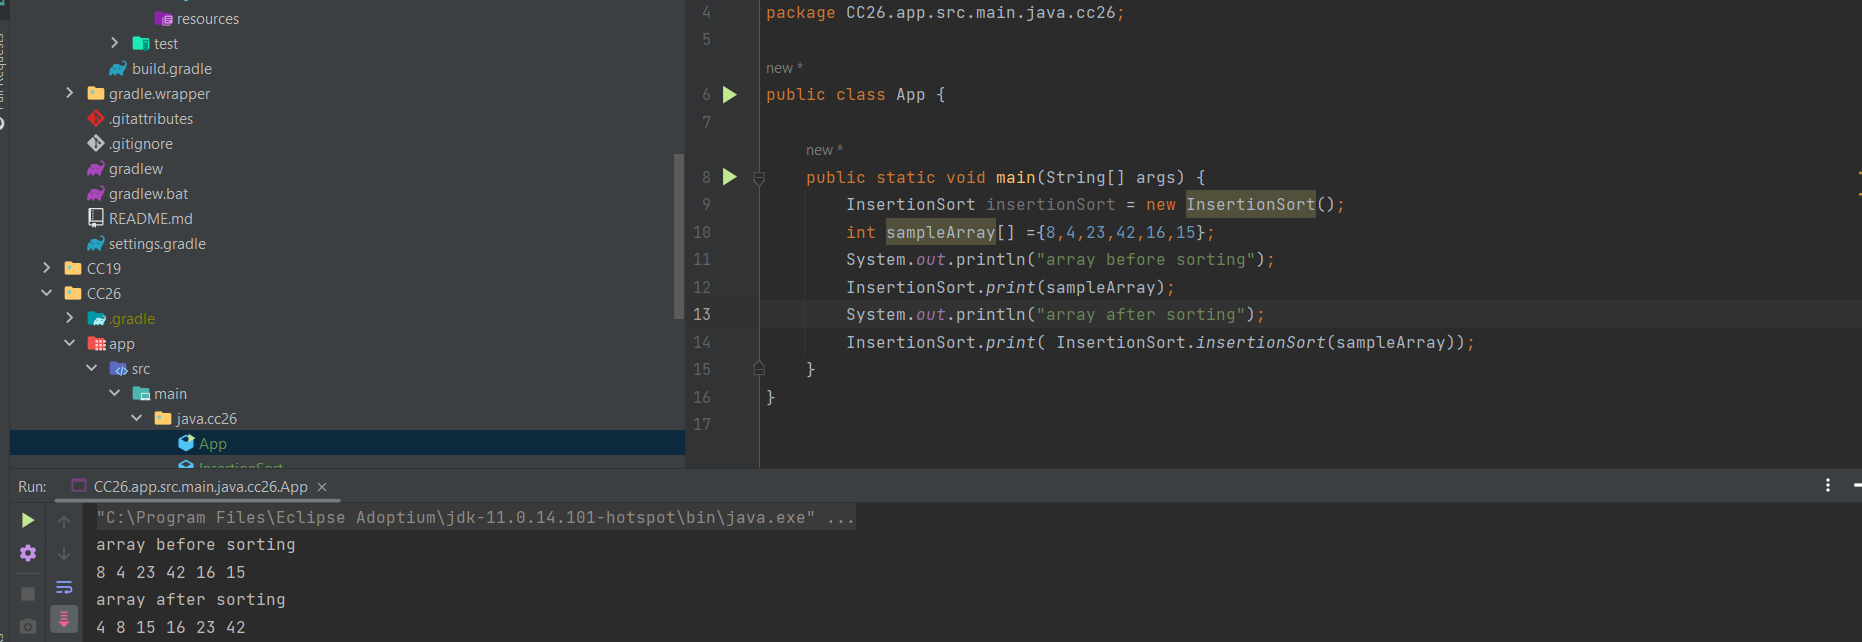 resources
test
build.gradle
gradle.wrapper
.gitattributes
.gitignore
gradlew
gradlew.bat
README.md
settings.gradle
CC19
CC26
.gradle
app
src
main
java.cc26
App
InsertionSort
4 package CC26.app.src.main.java.cc26;
5
new *
6 public class App {
7
new *
8 public static void main(String[] args) {
9 InsertionSort insertionSort = new InsertionSort();
10 int sampleArray[] ={8,4,23,42,16,15};
11 System.out.println("array before sorting");
12 InsertionSort.print(sampleArray);
13 System.out.println("array after sorting");
14 InsertionSort.print( InsertionSort.insertionSort(sampleArray));
15 }
16 }
17
Run: CC26.app.src.main.java.cc26.App ×
"C:\Program Files\Eclipse Adoptium\jdk-11.0.14.101-hotspot\bin\java.exe" ...
array before sorting
8 4 23 42 16 15
array after sorting
4 8 15 16 23 42